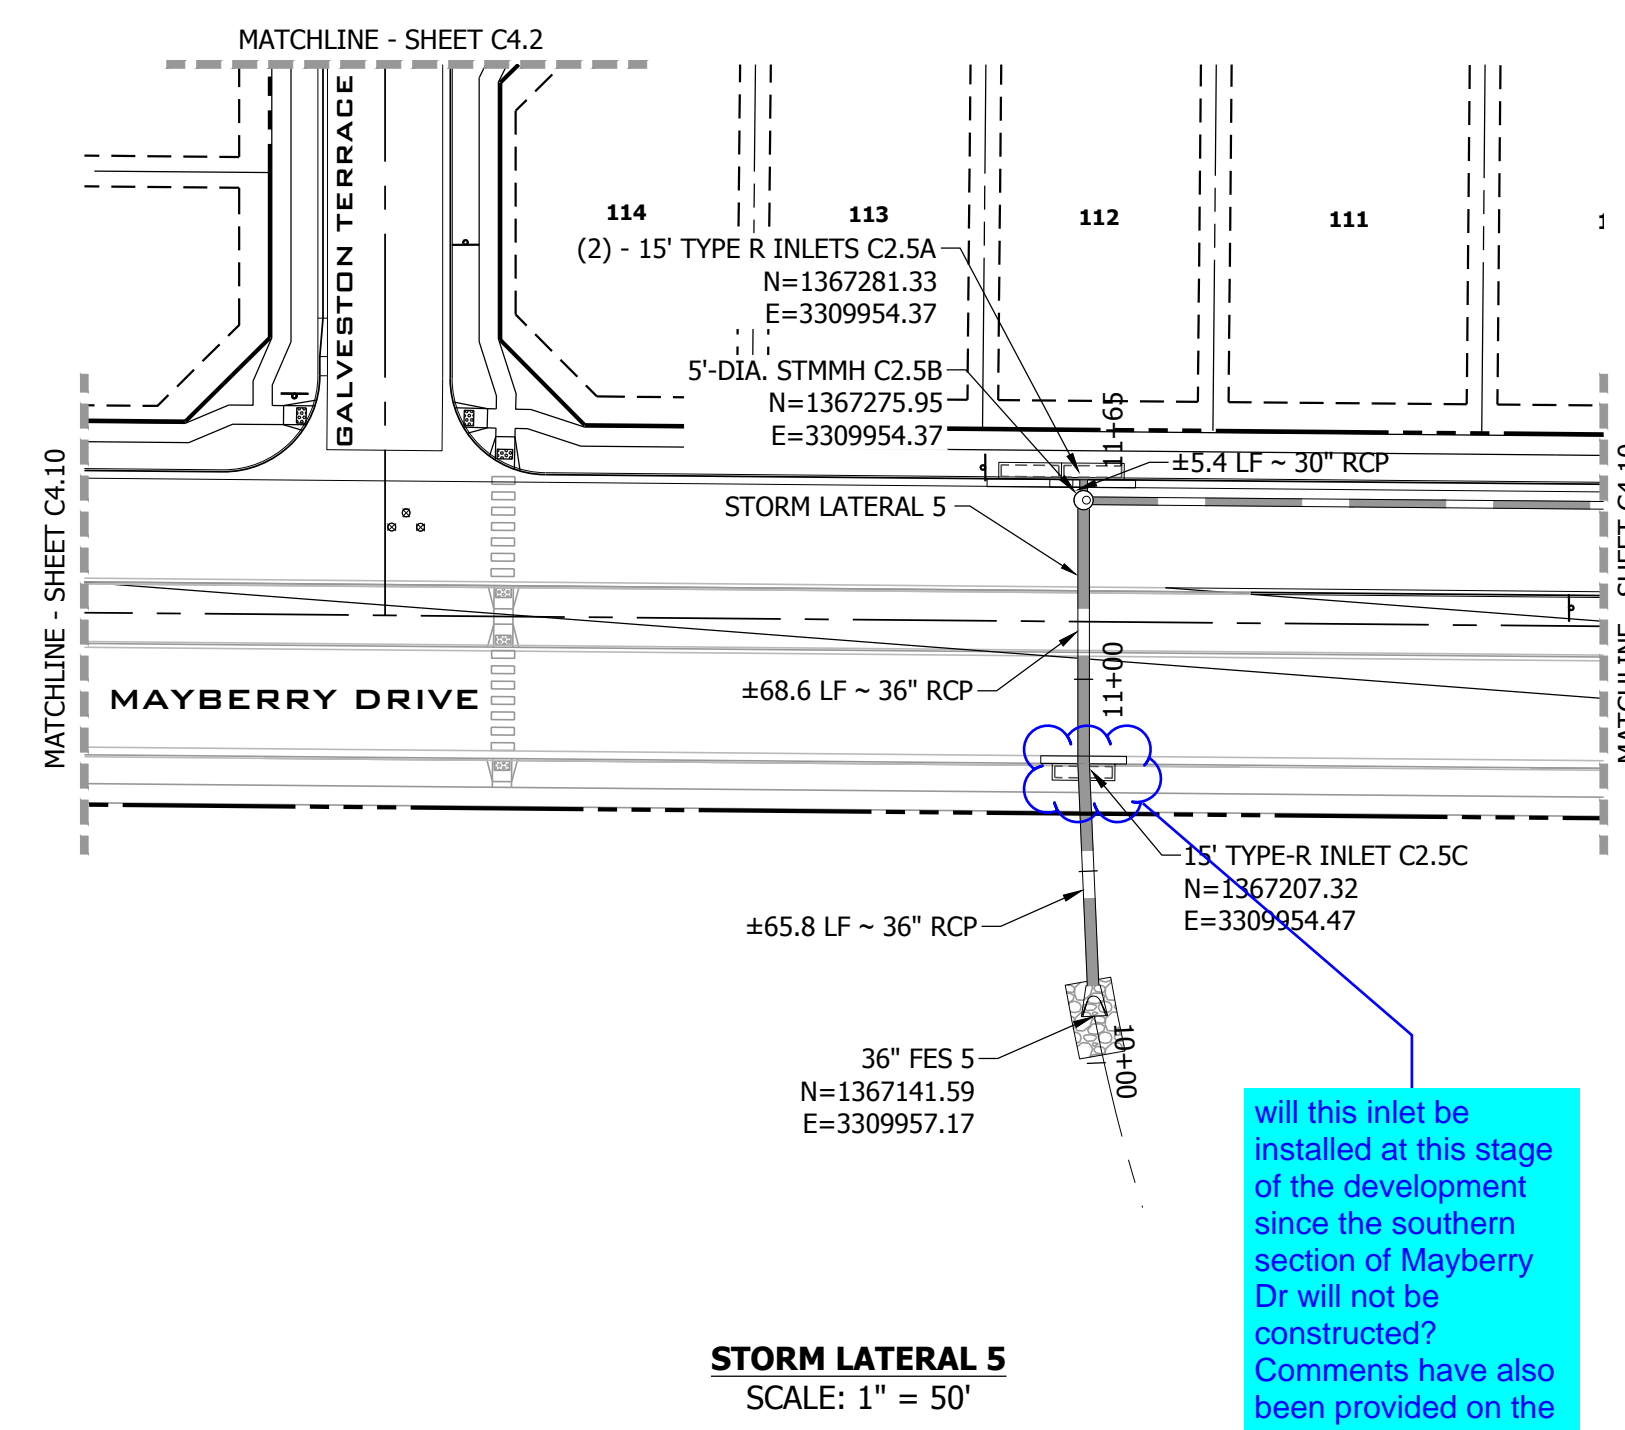 MATCHLINE - SHEET C4.2
GALVESTON TERRACE
114
113
112
111
(2) - 15' TYPE R INLETS C2.5A
N=1367281.33
E=3309954.37
5'-DIA. STMMH C2.5B
N=1367275.95
E=3309954.37
11+65
±5.4 LF ~ 30" RCP
STORM LATERAL 5
MATCHLINE - SHEET C4.10
MATCHLINE - SHEET C4.10
±68.6 LF ~ 36" RCP
11+00
MAYBERRY DRIVE
15' TYPE-R INLET C2.5C
N=1367207.32
E=3309954.47
±65.8 LF ~ 36" RCP
36" FES 5
N=1367141.59
E=3309957.17
10+00
will this inlet be
installed at this stage
of the development
since the southern
section of Mayberry
Dr will not be
constructed?
Comments have also
been provided on the
STORM LATERAL 5
SCALE: 1" = 50'